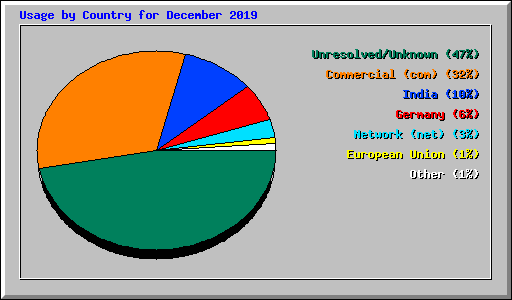 Usage by Country for December 2019
Unresolved/Unknown (47%)
Commercial (com) (32%)
India (10%)
Germany (6%)
Network (net) (3%)
European Union (1%)
Other (1%)